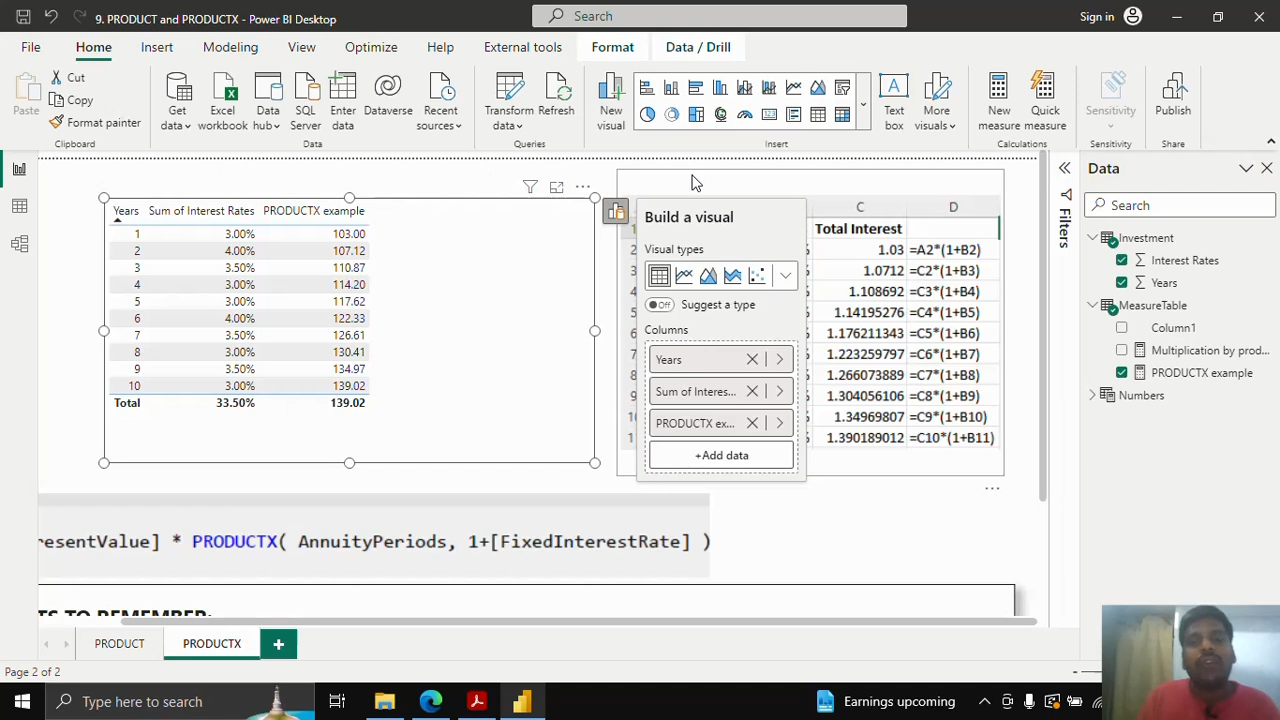 9. PRODUCT and PRODUCTX - Power BI Desktop
Search
Sign in
File
Home
Insert
Modeling
View
Optimize
Help
External tools
Format
Data / Drill
Paste
Cut
Copy
Format painter
Clipboard
Get data
Excel workbook
Data hub
SQL Server
Enter data
Dataverse
Recent sources
Data
Transform data
Refresh
Queries
New visual
Text box
More visuals
Insert
New measure
Quick measure
Calculations
Sensitivity
Sensitivity
Publish
Share
Years Sum of Interest Rates PRODUCTX example
1 3.00% 103.00
2 4.00% 107.12
3 3.50% 110.87
4 3.00% 114.20
5 3.00% 117.62
6 4.00% 122.33
7 3.50% 126.61
8 3.00% 130.41
9 3.50% 134.97
10 3.00% 139.02
Total 33.50% 139.02
Build a visual
Visual types
Off Suggest a type
Columns
Years
Sum of Interes...
PRODUCTX ex...
+Add data
C D
Total Interest
1.03 =A2*(1+B2)
1.0712 =C2*(1+B3)
1.108692 =C3*(1+B4)
1.14195276 =C4*(1+B5)
1.176211343 =C5*(1+B6)
1.223259797 =C6*(1+B7)
1.266073889 =C7*(1+B8)
1.304056106 =C8*(1+B9)
1.34969807 =C9*(1+B10)
1.390189012 =C10*(1+B11)
resentValue] * PRODUCTX( AnnuityPeriods, 1+[FixedInterestRate] )
TS TO REMEMBER:
Filters
Data
Search
Investment
Interest Rates
Years
MeasureTable
Column1
Multiplication by prod...
PRODUCTX example
Numbers
PRODUCT
PRODUCTX
Page 2 of 2
Type here to search
Earnings upcoming